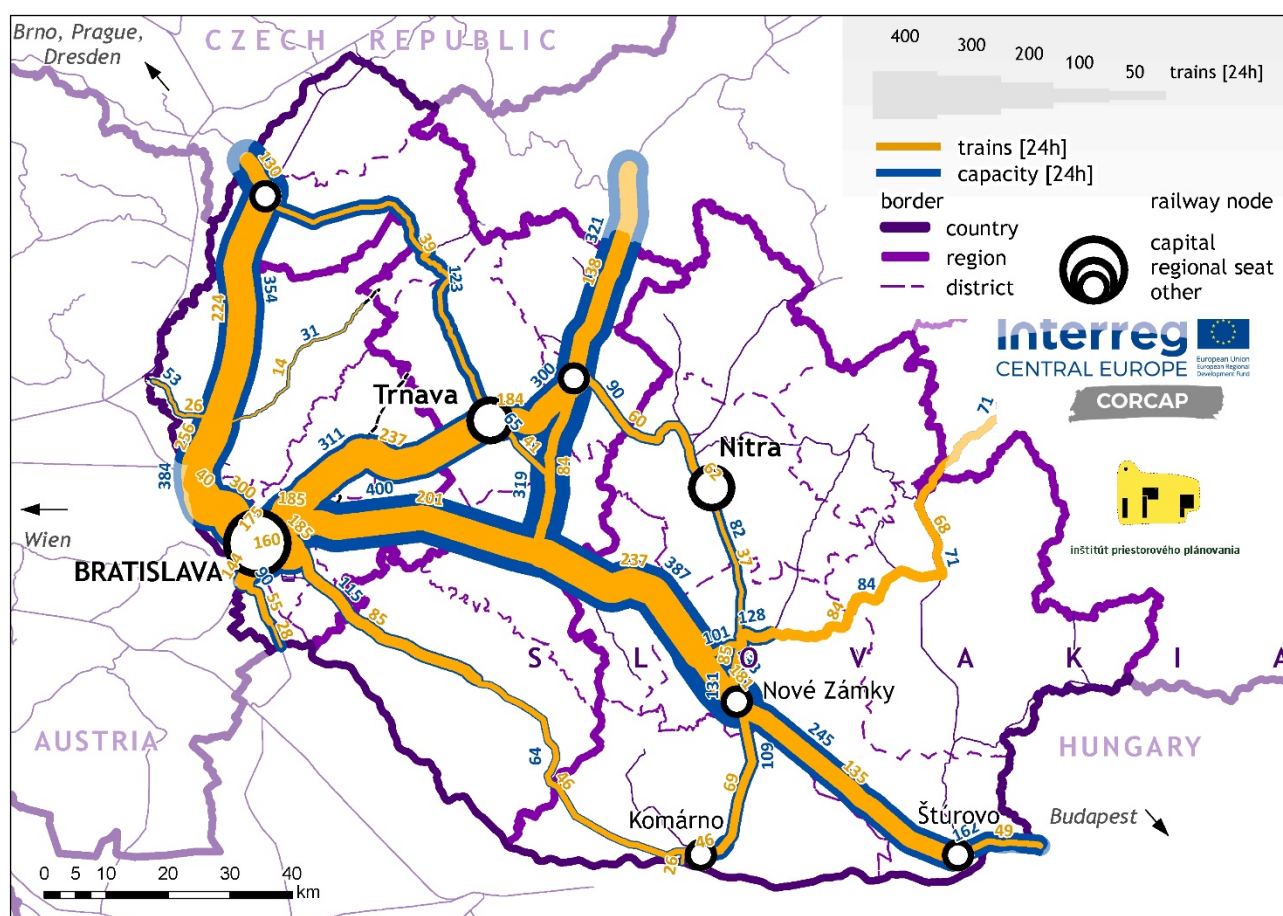 Brno, Prague,
Dresden
CZECH REPUBLIC
400
300
200
100
50
trains [24h]
trains [24h]
capacity [24h]
border
railway node
country
region
district
capital
regional seat
other
Interreg
CENTRAL EUROPE
European Union
European Regional
Development Fund
CORCAP
inštitút priestorového plánovania
130
321
138
39
123
224
354
31
14
53
26
256
384
40
300
Trnava
184
65
41
300
90
60
71
311
237
84
319
Nitra
62
400
201
185
185
175
160
Wien
BRATISLAVA
144
90
55
28
115
85
82
37
68
71
84
84
237
387
128
101
85
181
131
SLOVAKIA
Nové Zámky
AUSTRIA
HUNGARY
64
46
109
69
245
135
Komárno
46
26
Štúrovo
162
49
Budapest
0 5 10 20 30 40
km